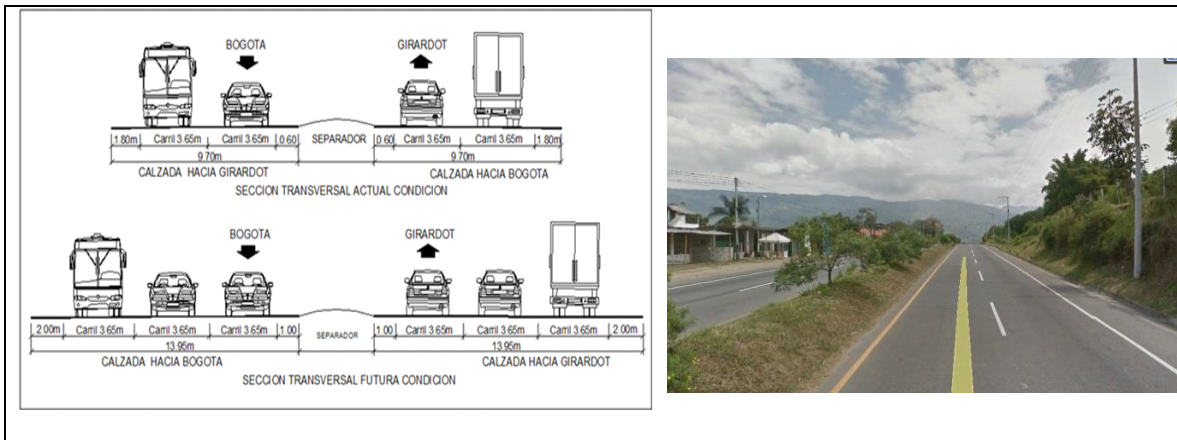 BOGOTA
GIRARDOT
1.80m Carril 3.65m Carril 3.65m 0.60 SEPARADOR 0.60 Carril 3.65m Carril 3.65m 1.80m
9.70m 9.70m
CALZADA HACIA GIRARDOT CALZADA HACIA BOGOTA
SECCION TRANSVERSAL ACTUAL CONDICION
BOGOTA
GIRARDOT
2.00m Carril 3.65m Carril 3.65m Carril 3.65m 1.00 SEPARADOR 1.00 Carril 3.65m Carril 3.65m Carril 3.65m 2.00m
13.95m 13.95m
CALZADA HACIA BOGOTA CALZADA HACIA GIRARDOT
SECCION TRANSVERSAL FUTURA CONDICION